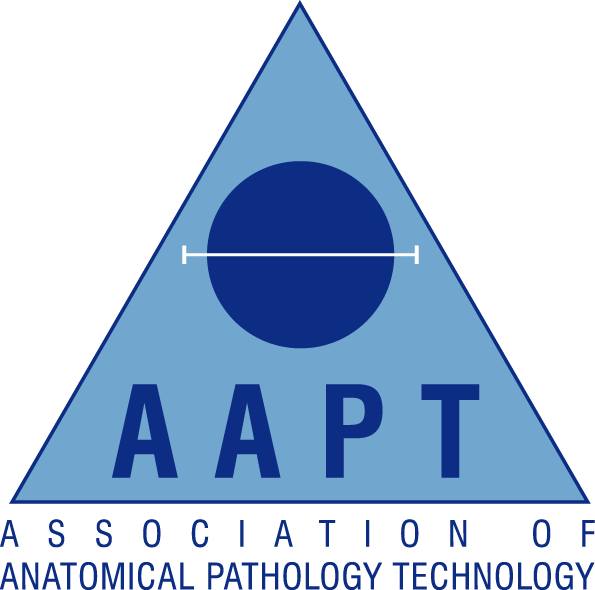 AAPT
ASSOCIATION OF
ANATOMICAL PATHOLOGY TECHNOLOGY